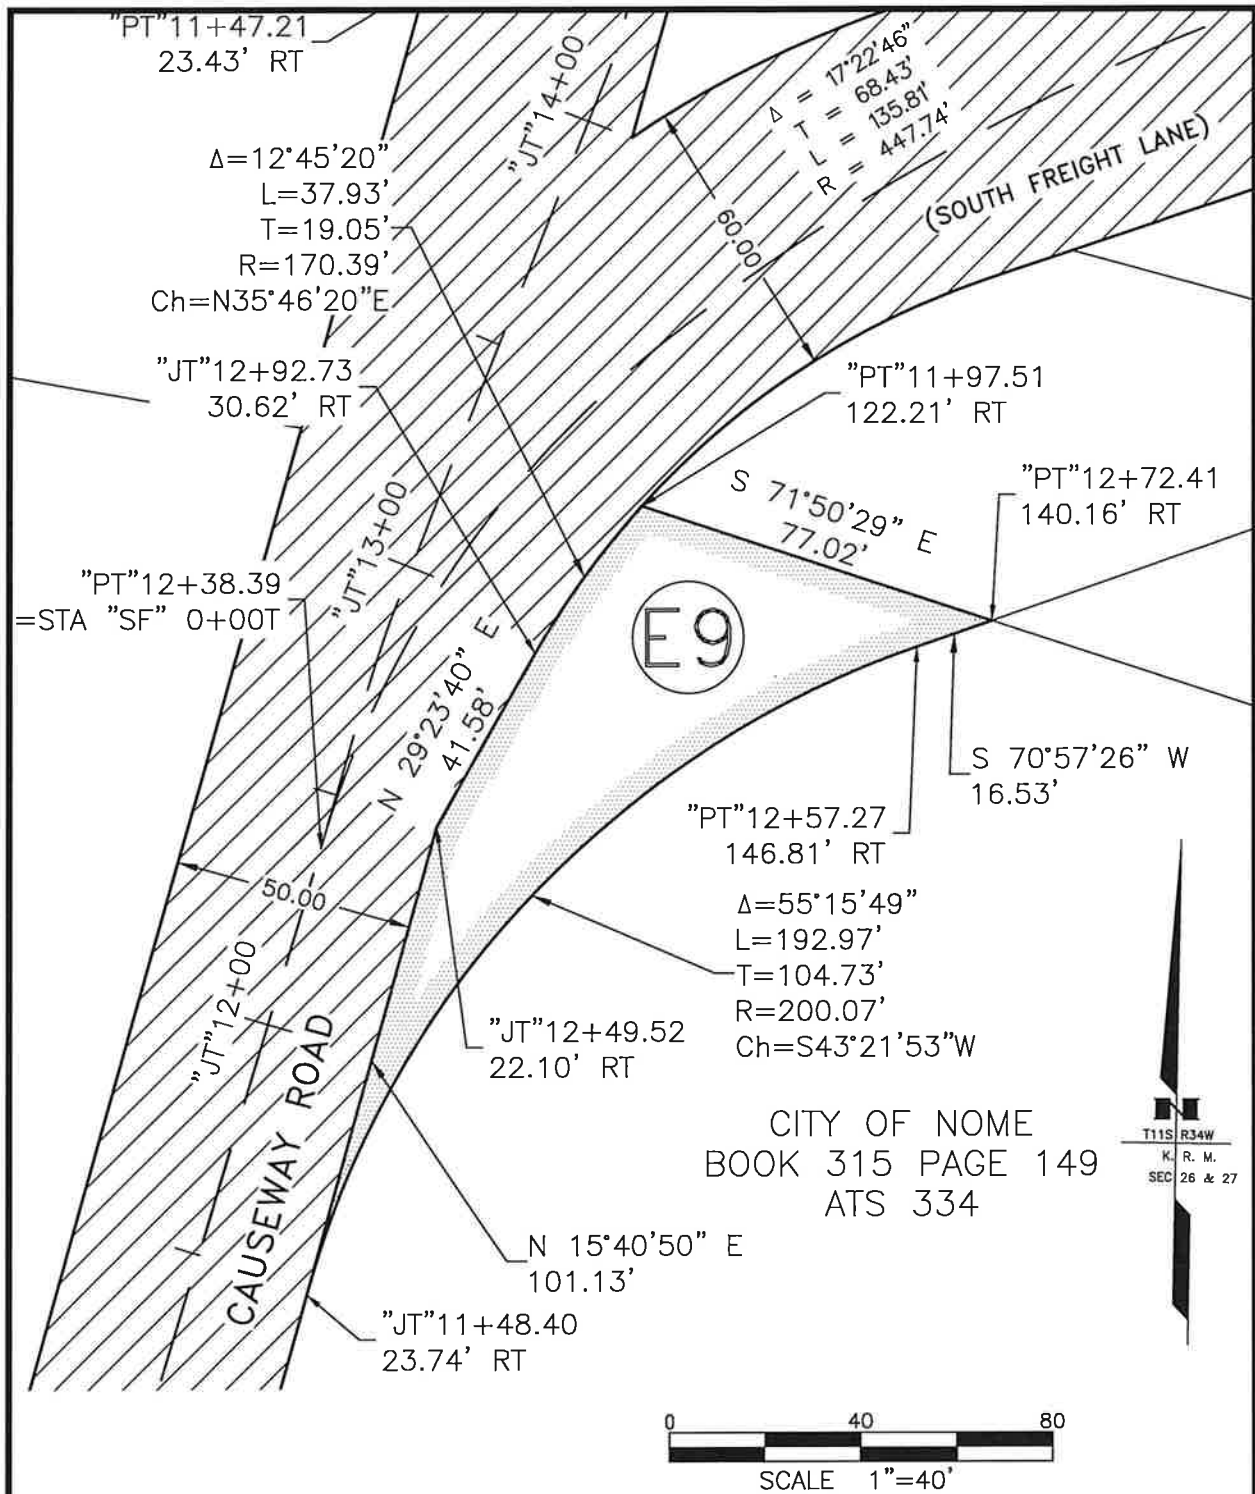 "PT"11+47.21
23.43' RT
"JT"14+00
Δ = 17°22'46"
T = 68.43'
L = 135.81'
R = 447.74'
(SOUTH FREIGHT LANE)
60.00
Δ=12°45'20"
L=37.93'
T=19.05'
R=170.39'
Ch=N35°46'20"E
"JT"12+92.73
30.62' RT
"PT"11+97.51
122.21' RT
S 71°50'29" E
77.02'
"PT"12+72.41
140.16' RT
"JT"13+00
"PT"12+38.39
=STA "SF" 0+00T
E9
N 29°23'40" E
41.58'
S 70°57'26" W
16.53'
"PT"12+57.27
146.81' RT
50.00
Δ=55°15'49"
L=192.97'
T=104.73'
R=200.07'
Ch=S43°21'53"W
"JT"12+00
"JT"12+49.52
22.10' RT
CAUSEWAY ROAD
CITY OF NOME
BOOK 315 PAGE 149
ATS 334
N
T11S R34W
K. R. M.
SEC 26 & 27
N 15°40'50" E
101.13'
"JT"11+48.40
23.74' RT
0 40 80
SCALE 1"=40'